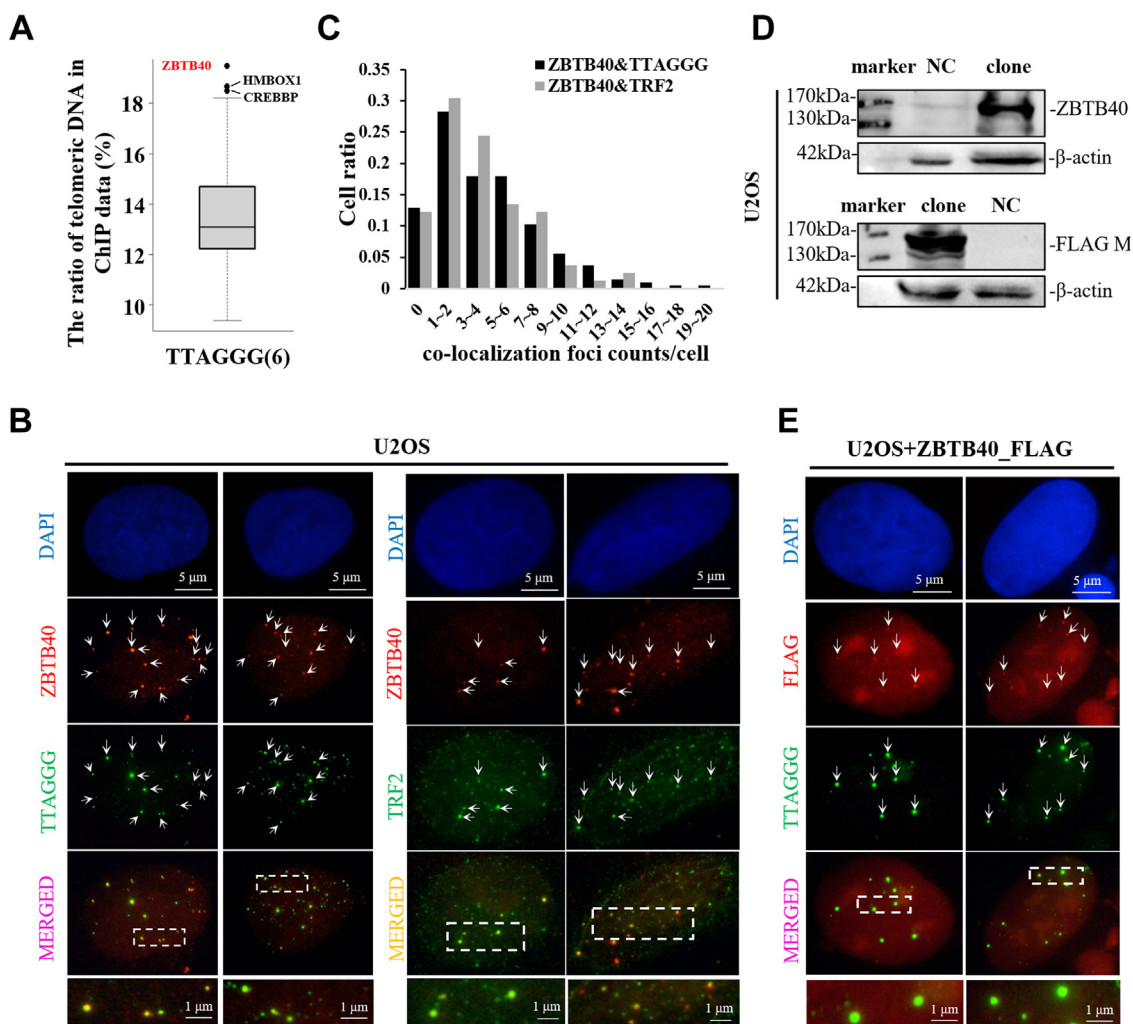 A
The ratio of telomeric DNA in
ChIP data (%)
18
16
14
12
10
ZBTB40
HMBOX1
CREBBP
TTAGGG(6)
C
ZBTB40&TTAGGG
ZBTB40&TRF2
Cell ratio
0.35
0.3
0.25
0.2
0.15
0.1
0.05
0
0
1~2
3~4
5~6
7~8
9~10
11~12
13~14
15~16
17~18
19~20
co-localization foci counts/cell
D
U2OS
marker NC clone
170kDa-
130kDa-
-ZBTB40
42kDa-
-β-actin
marker clone NC
170kDa-
130kDa-
-FLAG M
42kDa-
-β-actin
B
U2OS
DAPI
5 μm
5 μm
DAPI
5 μm
5 μm
ZBTB40
ZBTB40
TTAGGG
TRF2
MERGED
MERGED
1 μm
1 μm
1 μm
1 μm
E
U2OS+ZBTB40_FLAG
DAPI
5 μm
5 μm
FLAG
TTAGGG
MERGED
1 μm
1 μm